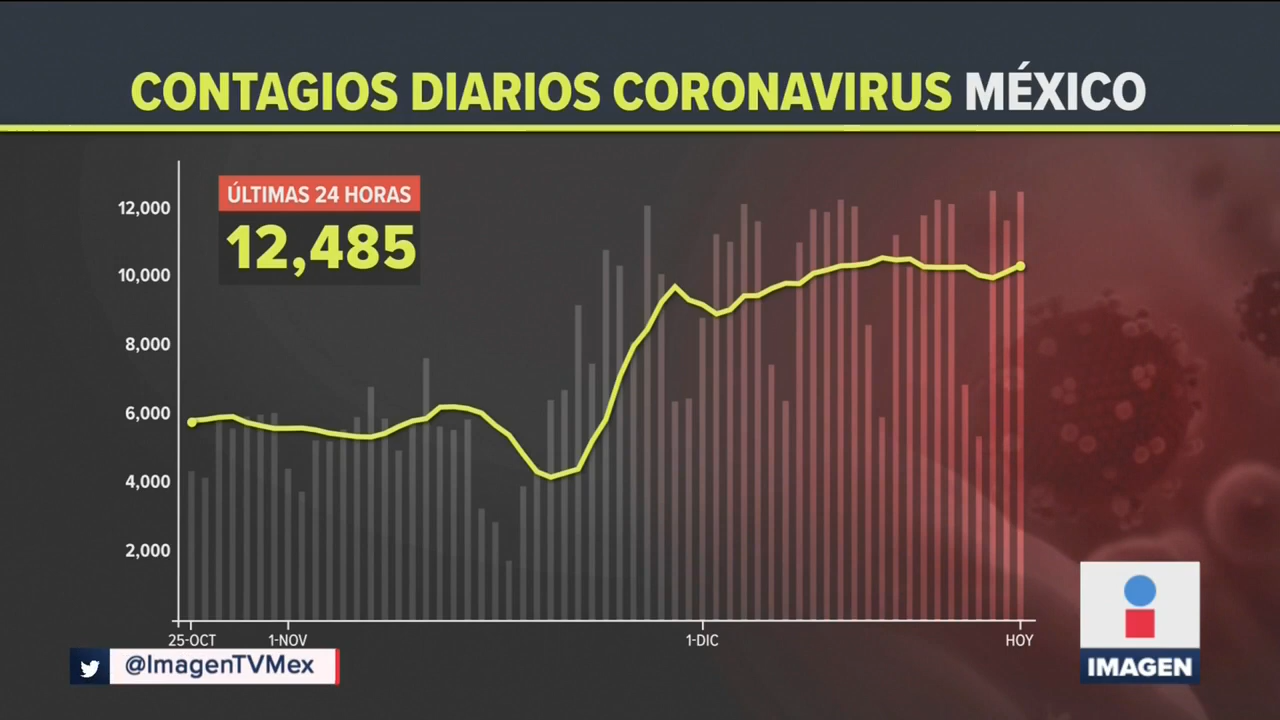 CONTAGIOS DIARIOS CORONAVIRUS MÉXICO
ÚLTIMAS 24 HORAS
12,485
12,000
10,000
8,000
6,000
4,000
2,000
25-OCT
1-NOV
1-DIC
HOY
@ImagenTVMex
IMAGEN